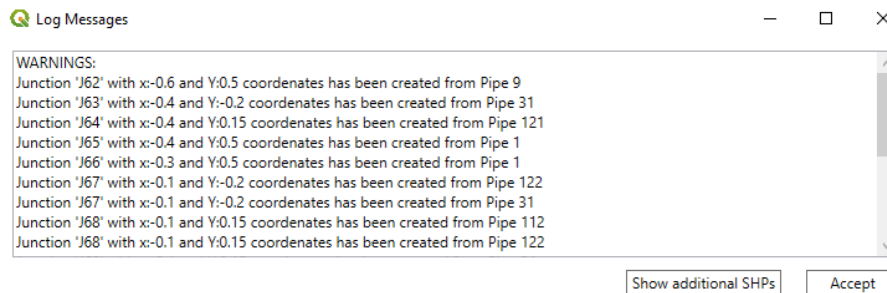 Log Messages
WARNINGS:
Junction 'J62' with x:-0.6 and Y:0.5 coordenates has been created from Pipe 9
Junction 'J63' with x:-0.4 and Y:-0.2 coordenates has been created from Pipe 31
Junction 'J64' with x:-0.4 and Y:0.15 coordenates has been created from Pipe 121
Junction 'J65' with x:-0.4 and Y:0.5 coordenates has been created from Pipe 1
Junction 'J66' with x:-0.3 and Y:0.5 coordenates has been created from Pipe 1
Junction 'J67' with x:-0.1 and Y:-0.2 coordenates has been created from Pipe 122
Junction 'J67' with x:-0.1 and Y:-0.2 coordenates has been created from Pipe 31
Junction 'J68' with x:-0.1 and Y:0.15 coordenates has been created from Pipe 112
Junction 'J68' with x:-0.1 and Y:0.15 coordenates has been created from Pipe 122
Show additional SHPs
Accept